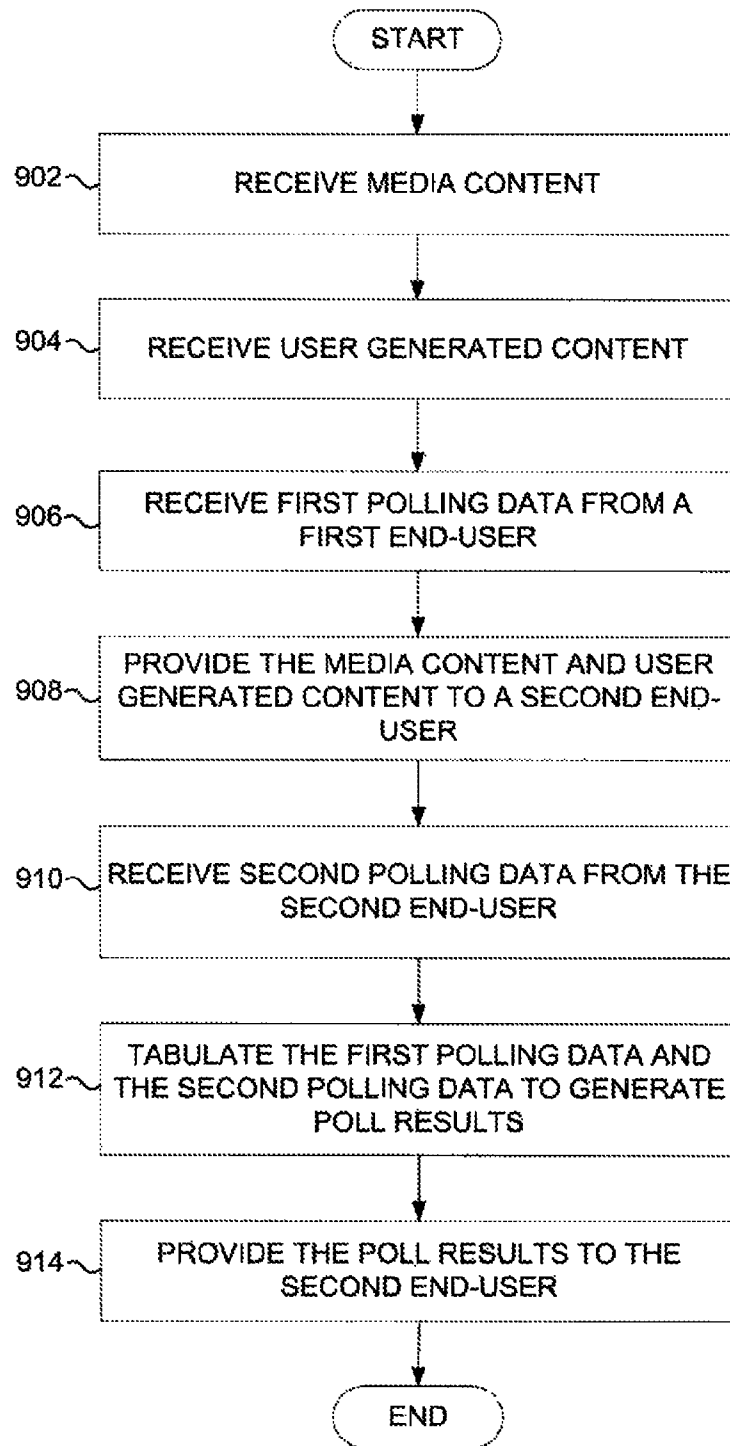 START
902
RECEIVE MEDIA CONTENT
904
RECEIVE USER GENERATED CONTENT
906
RECEIVE FIRST POLLING DATA FROM A
FIRST END-USER
908
PROVIDE THE MEDIA CONTENT AND USER
GENERATED CONTENT TO A SECOND END-
USER
910
RECEIVE SECOND POLLING DATA FROM THE
SECOND END-USER
912
TABULATE THE FIRST POLLING DATA AND
THE SECOND POLLING DATA TO GENERATE
POLL RESULTS
914
PROVIDE THE POLL RESULTS TO THE
SECOND END-USER
END